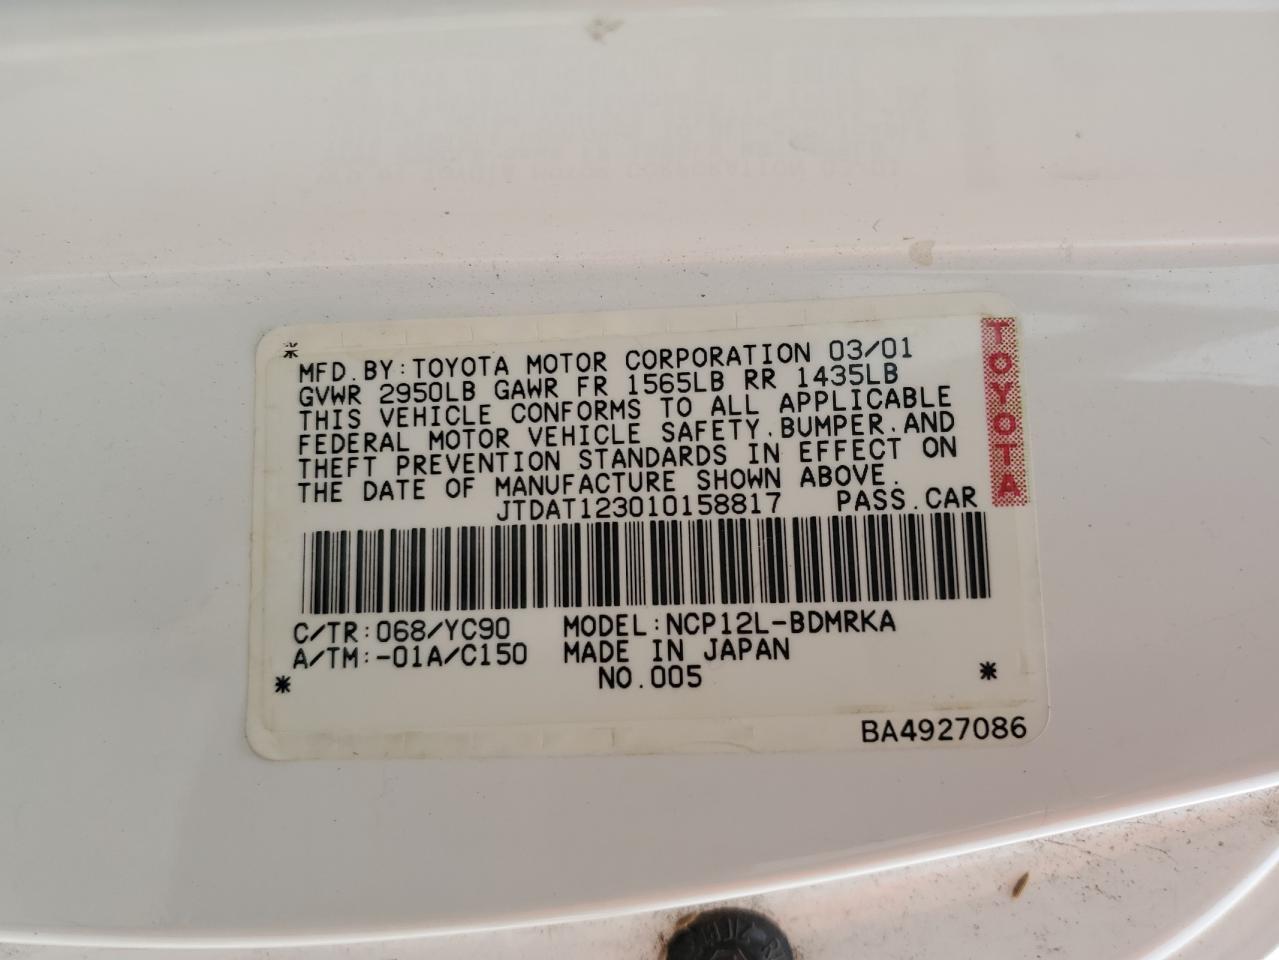 MFD.BY:TOYOTA MOTOR CORPORATION 03/01
GVWR 2950LB GAWR FR 1565LB RR 1435LB
THIS VEHICLE CONFORMS TO ALL APPLICABLE
FEDERAL MOTOR VEHICLE SAFETY,BUMPER,AND
THEFT PREVENTION STANDARDS IN EFFECT ON
THE DATE OF MANUFACTURE SHOWN ABOVE.
JTDAT123010158817 PASS.CAR
TOYOTA
C/TR:068/YC90 MODEL:NCP12L-BDMRKA
A/TM:-01A/C150 MADE IN JAPAN
NO.005
BA4927086